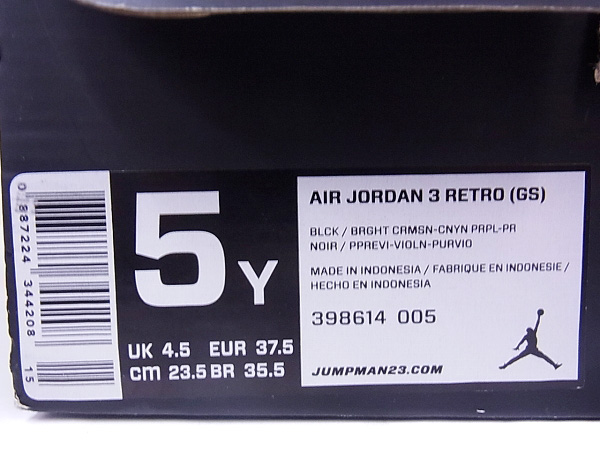 0 887224 344208 15
5Y
UK 4.5 EUR 37.5
cm 23.5 BR 35.5
AIR JORDAN 3 RETRO (GS)
BLCK / BRGHT CRMSN-CNYN PRPL-PR
NOIR / PPREVI-VIOLN-PURVIO
MADE IN INDONESIA / FABRIQUE EN INDONESIE /
HECHO EN INDONESIA
398614 005
JUMPMAN23.COM